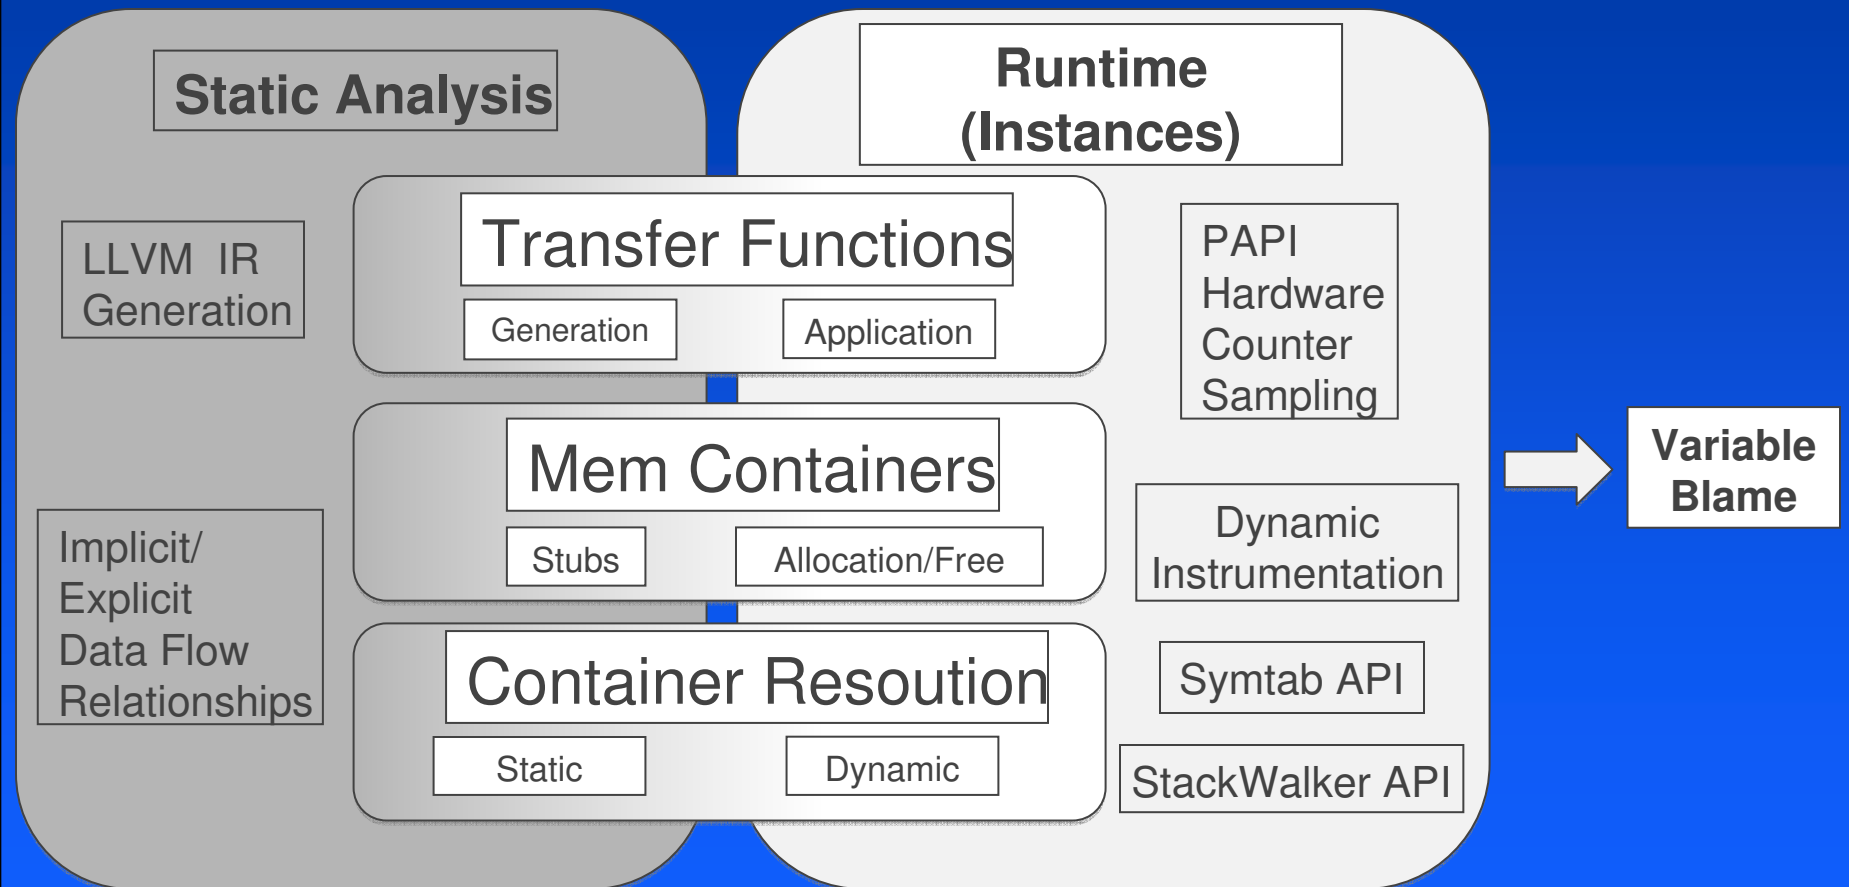 Static Analysis
Runtime
(Instances)
LLVM IR
Generation
Implicit/
Explicit
Data Flow
Relationships
Transfer Functions
Generation
Application
Mem Containers
Stubs
Allocation/Free
Container Resoution
Static
Dynamic
PAPI
Hardware
Counter
Sampling
Dynamic
Instrumentation
Symtab API
StackWalker API
Variable
Blame